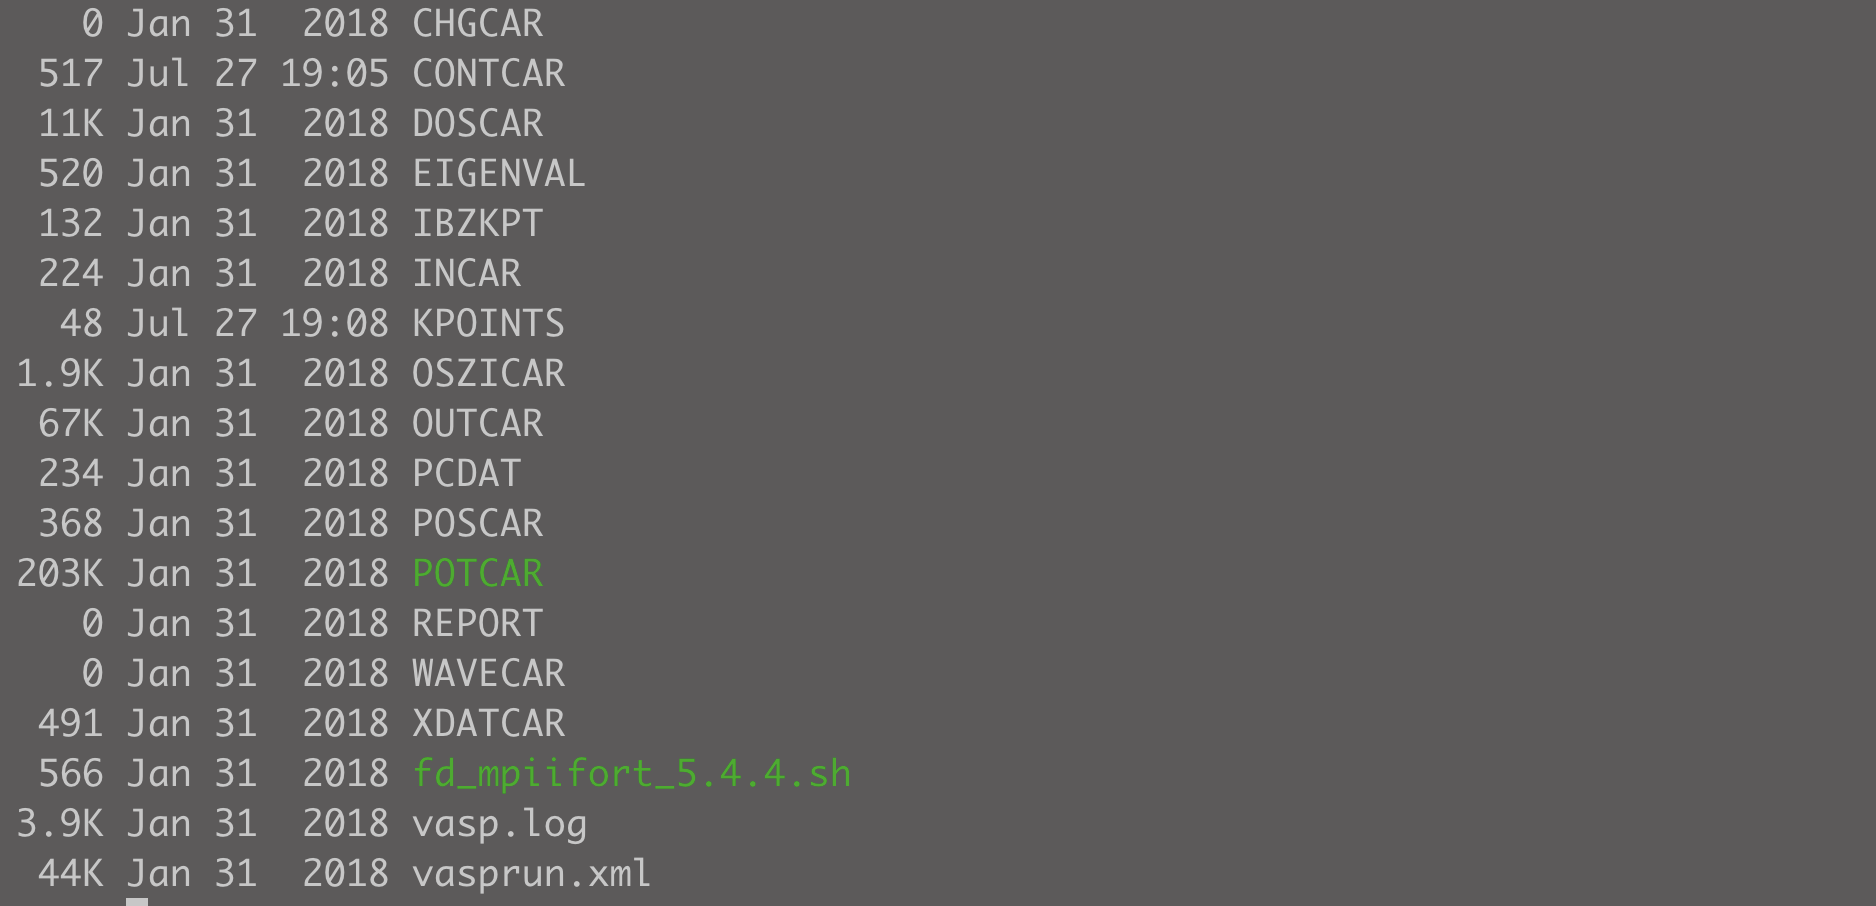 0 Jan 31  2018 CHGCAR
517 Jul 27 19:05 CONTCAR
11K Jan 31  2018 DOSCAR
520 Jan 31  2018 EIGENVAL
132 Jan 31  2018 IBZKPT
224 Jan 31  2018 INCAR
48 Jul 27 19:08 KPOINTS
1.9K Jan 31  2018 OSZICAR
67K Jan 31  2018 OUTCAR
234 Jan 31  2018 PCDAT
368 Jan 31  2018 POSCAR
203K Jan 31  2018 POTCAR
0 Jan 31  2018 REPORT
0 Jan 31  2018 WAVECAR
491 Jan 31  2018 XDATCAR
566 Jan 31  2018 fd_mpiifort_5.4.4.sh
3.9K Jan 31  2018 vasp.log
44K Jan 31  2018 vasprun.xml